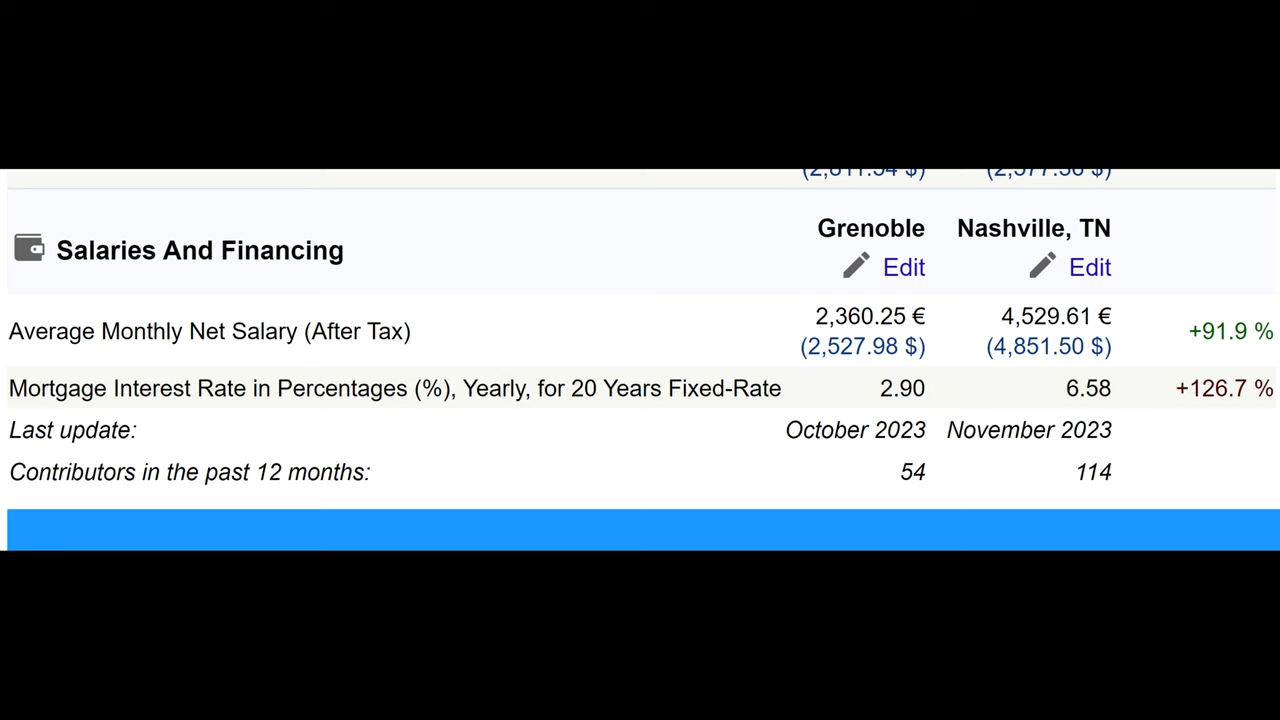 Grenoble Nashville, TN
Salaries And Financing
Edit Edit
Average Monthly Net Salary (After Tax) 2,360.25 € 4,529.61 € +91.9 %
(2,527.98 $) (4,851.50 $)
Mortgage Interest Rate in Percentages (%), Yearly, for 20 Years Fixed-Rate 2.90 6.58 +126.7 %
Last update: October 2023 November 2023
Contributors in the past 12 months: 54 114